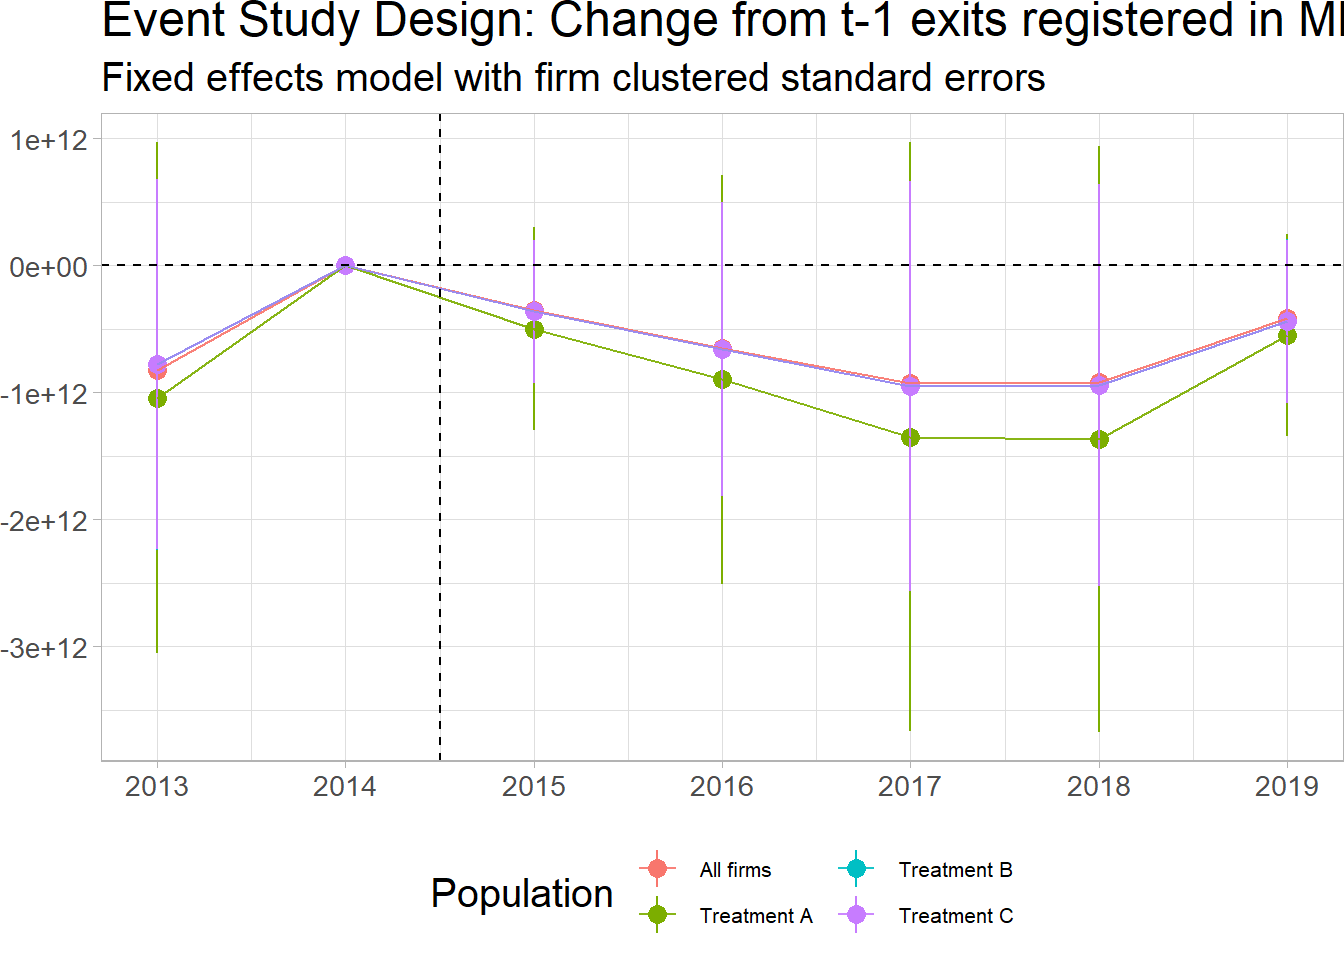 Event Study Design: Change from t-1 exits registered in
Fixed effects model with firm clustered standard errors
1e+12
0e+00
-1e+12
-2e+12
-3e+12
2013 2014 2015 2016 2017 2018 2019
Population
All firms Treatment B
Treatment A Treatment C